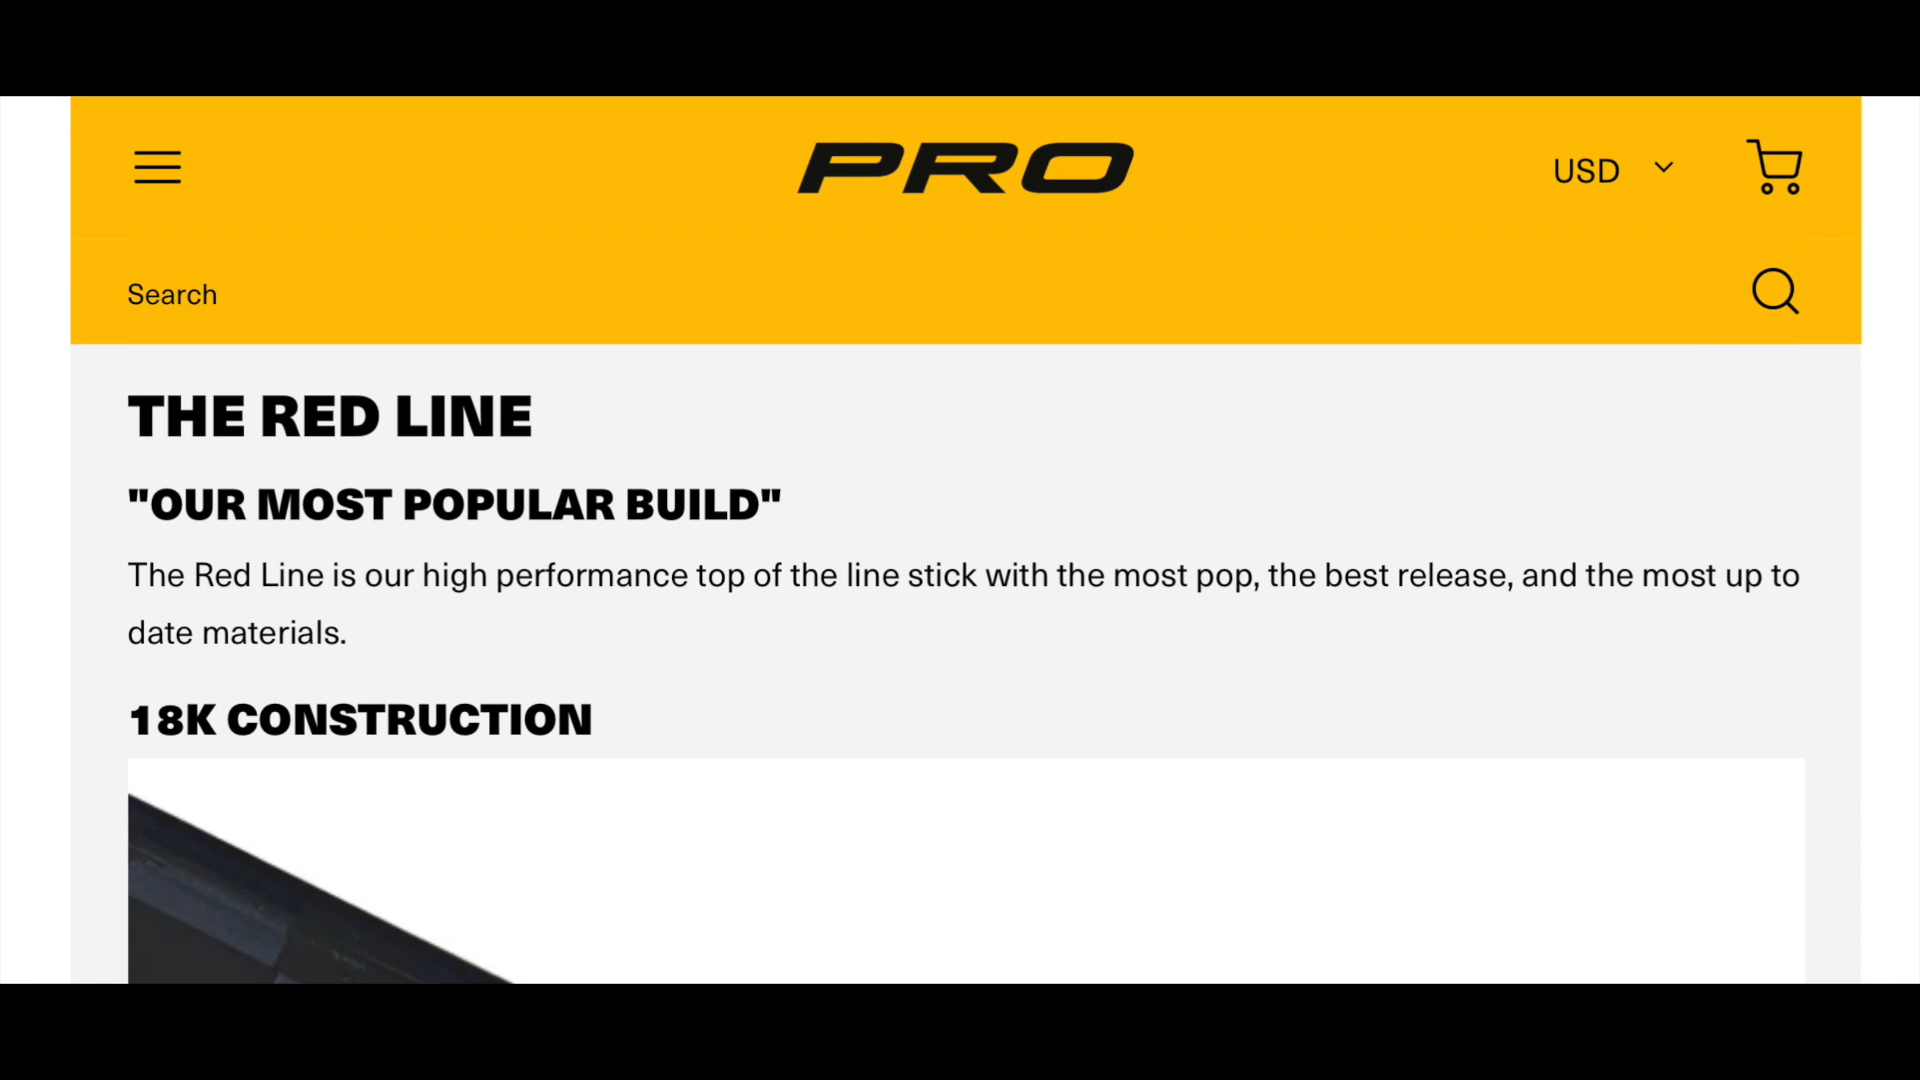 PRO
USD
Search
THE RED LINE
"OUR MOST POPULAR BUILD"
The Red Line is our high performance top of the line stick with the most pop, the best release, and the most up to
date materials.
18K CONSTRUCTION